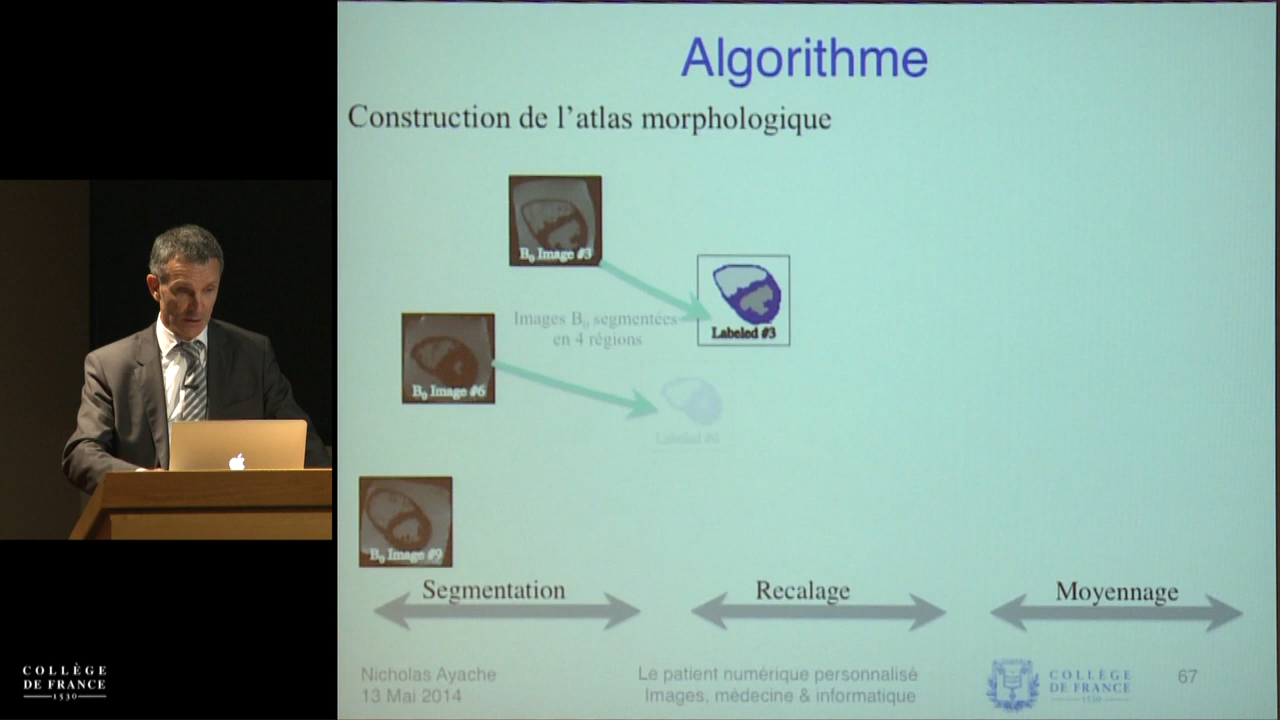 Algorithme
Construction de l'atlas morphologique
B₀ Image #3
Images B₀ segmentées
en 4 régions
Labeled #3
B₀ Image #6
B₀ Image #9
Segmentation
Recalage
Moyennage
Nicholas Ayache
13 Mai 2014
Le patient numérique personnalisé
Images, médecine & informatique
COLLÈGE
DE FRANCE
1530
67
COLLÈGE
DE FRANCE
1530